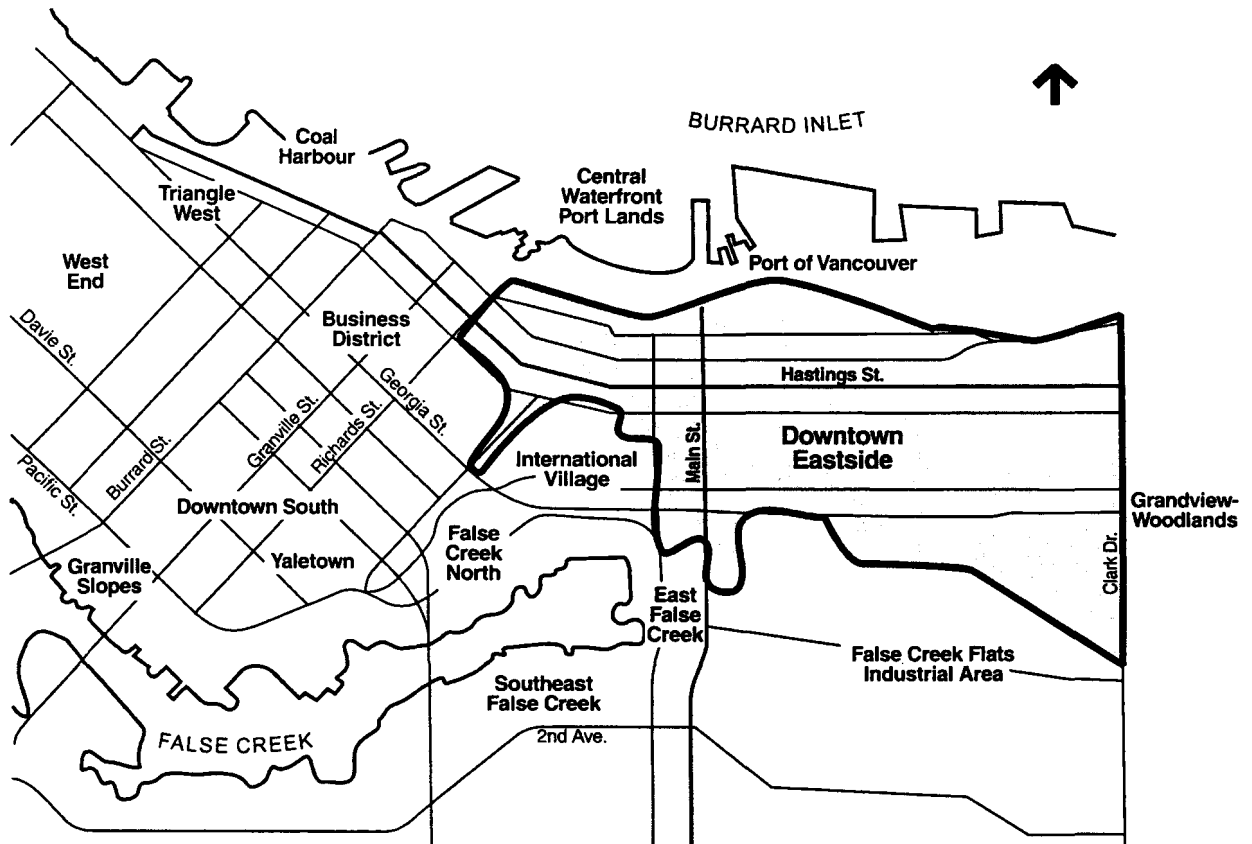 BURRARD INLET
Coal
Harbour
Central
Waterfront
Port Lands
Triangle
West
West
End
Port of Vancouver
Business
District
Davie St.
Hastings St.
Georgia St.
Granville St.
Richards St.
Main St.
Downtown
Eastside
Burrard St.
International
Village
Pacific St.
Downtown South
Grandview-
Woodlands
False
Creek
North
Yaletown
Granville
Slopes
Clark Dr.
East
False
Creek
False Creek Flats
Industrial Area
Southeast
False Creek
2nd Ave.
FALSE CREEK